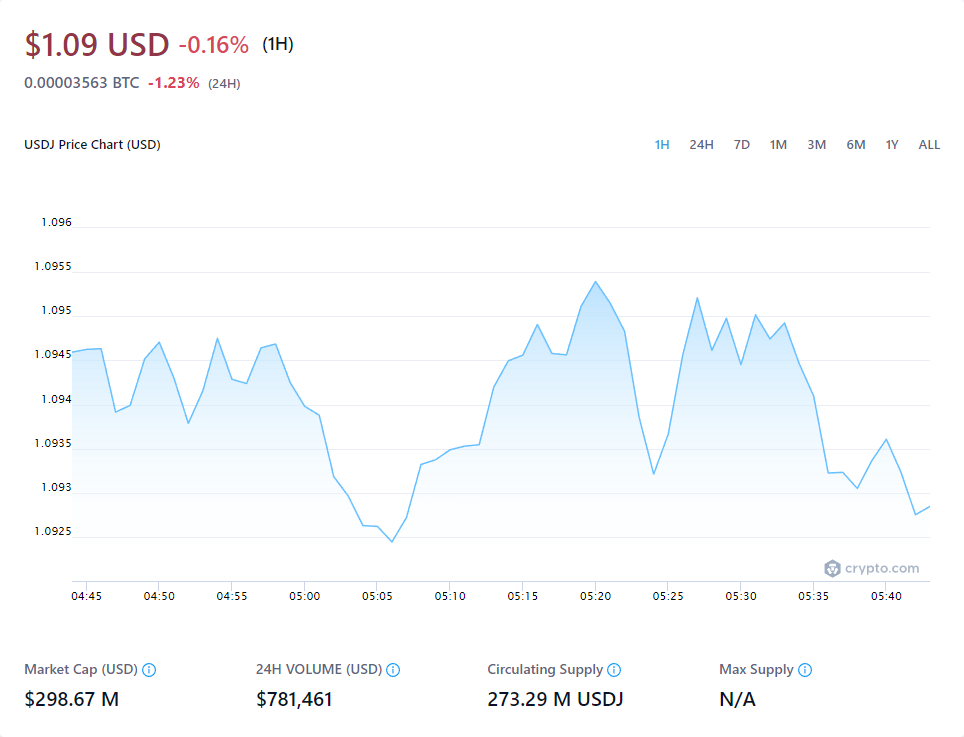 $1.09 USD -0.16% (1H)
0.00003563 BTC -1.23% (24H)
USDJ Price Chart (USD) 1H 24H 7D 1M 3M 6M 1Y ALL
1.096
1.0955
1.095
1.0945
1.094
1.0935
1.093
1.0925
crypto.com
04:45 04:50 04:55 05:00 05:05 05:10 05:15 05:20 05:25 05:30 05:35 05:40
Market Cap (USD) 24H VOLUME (USD) Circulating Supply Max Supply
$298.67 M $781,461 273.29 M USDJ N/A